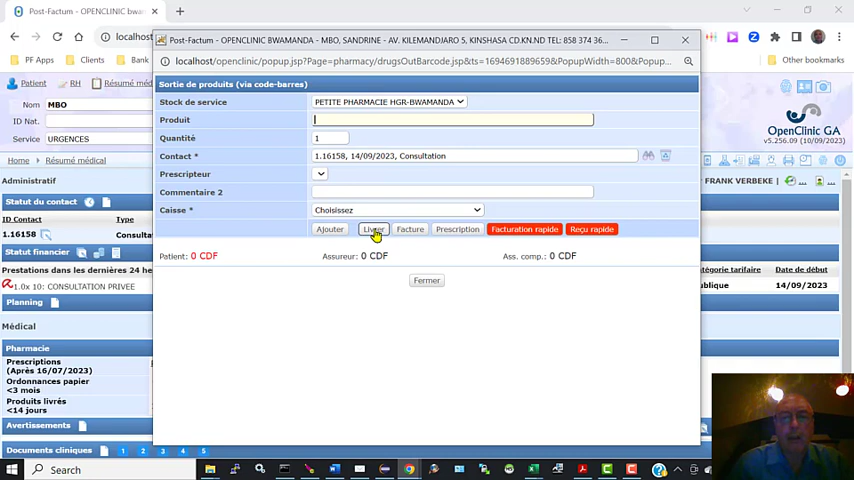 Post-Factum - OPENCLINIC BWAMANDA
localhost
PF Apps
Clients
Bank
Other bookmarks
Post-Factum - OPENCLINIC BWAMANDA - MBO, SANDRINE - AV. KILEMANDJARO 5, KINSHASA CD.KN.ND TEL: 858 374 36...
localhost/openclinic/popup.jsp?Page=pharmacy/drugsOutBarcode.jsp&ts=1694691889659&PopupWidth=800&Popup...
Patient
RH
Résumé méd
Nom
MBO
ID Nat.
Service
URGENCES
OpenClinic GA
v5.256.09 (07/09/2023)
Home
Résumé médical
FRANK VERBEKE
Administratif
Statut du contact
ID Contact
Type
1.16158
Consulta
Statut financier
Prestations dans les dernières 24 he
1.0x 10: CONSULTATION PRIVEE
Planning
Médical
Pharmacie
Prescriptions
(Après 16/07/2023)
Ordonnances papier
<3 mois
Produits livrés
<14 jours
Avertissements
Documents cliniques
1 2 3 4 5
Sortie de produits (via code-barres)
Stock de service
PETITE PHARMACIE HGR-BWAMANDA
Produit
Quantité
1
Contact *
1.16158, 14/09/2023, Consultation
Prescripteur
Commentaire 2
Caisse *
Choisissez
Ajouter
Livrer
Facture
Prescription
Facturation rapide
Reçu rapide
Patient: 0 CDF
Assureur: 0 CDF
Ass. comp.: 0 CDF
Fermer
atégorie tarifaire
Date de début
ublique
14/09/2023
Search